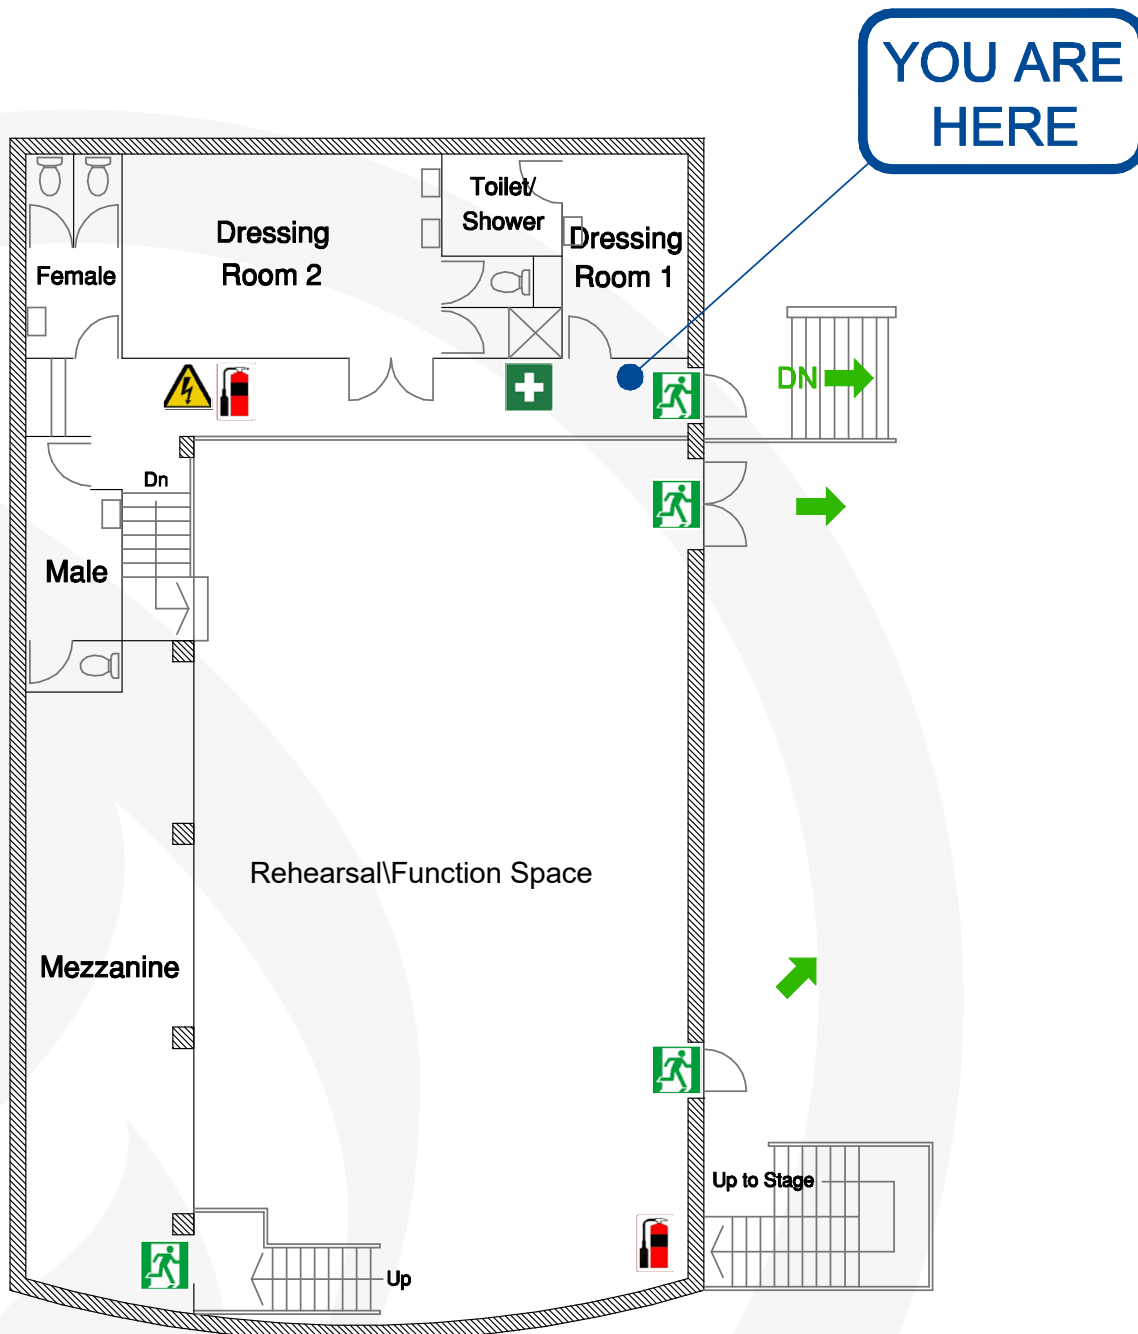 YOU ARE
HERE
Toilet/
Shower
Dressing
Room 2
Dressing
Room 1
Female
DN
Dn
Male
Rehearsal\Function Space
Mezzanine
Up to Stage
Up